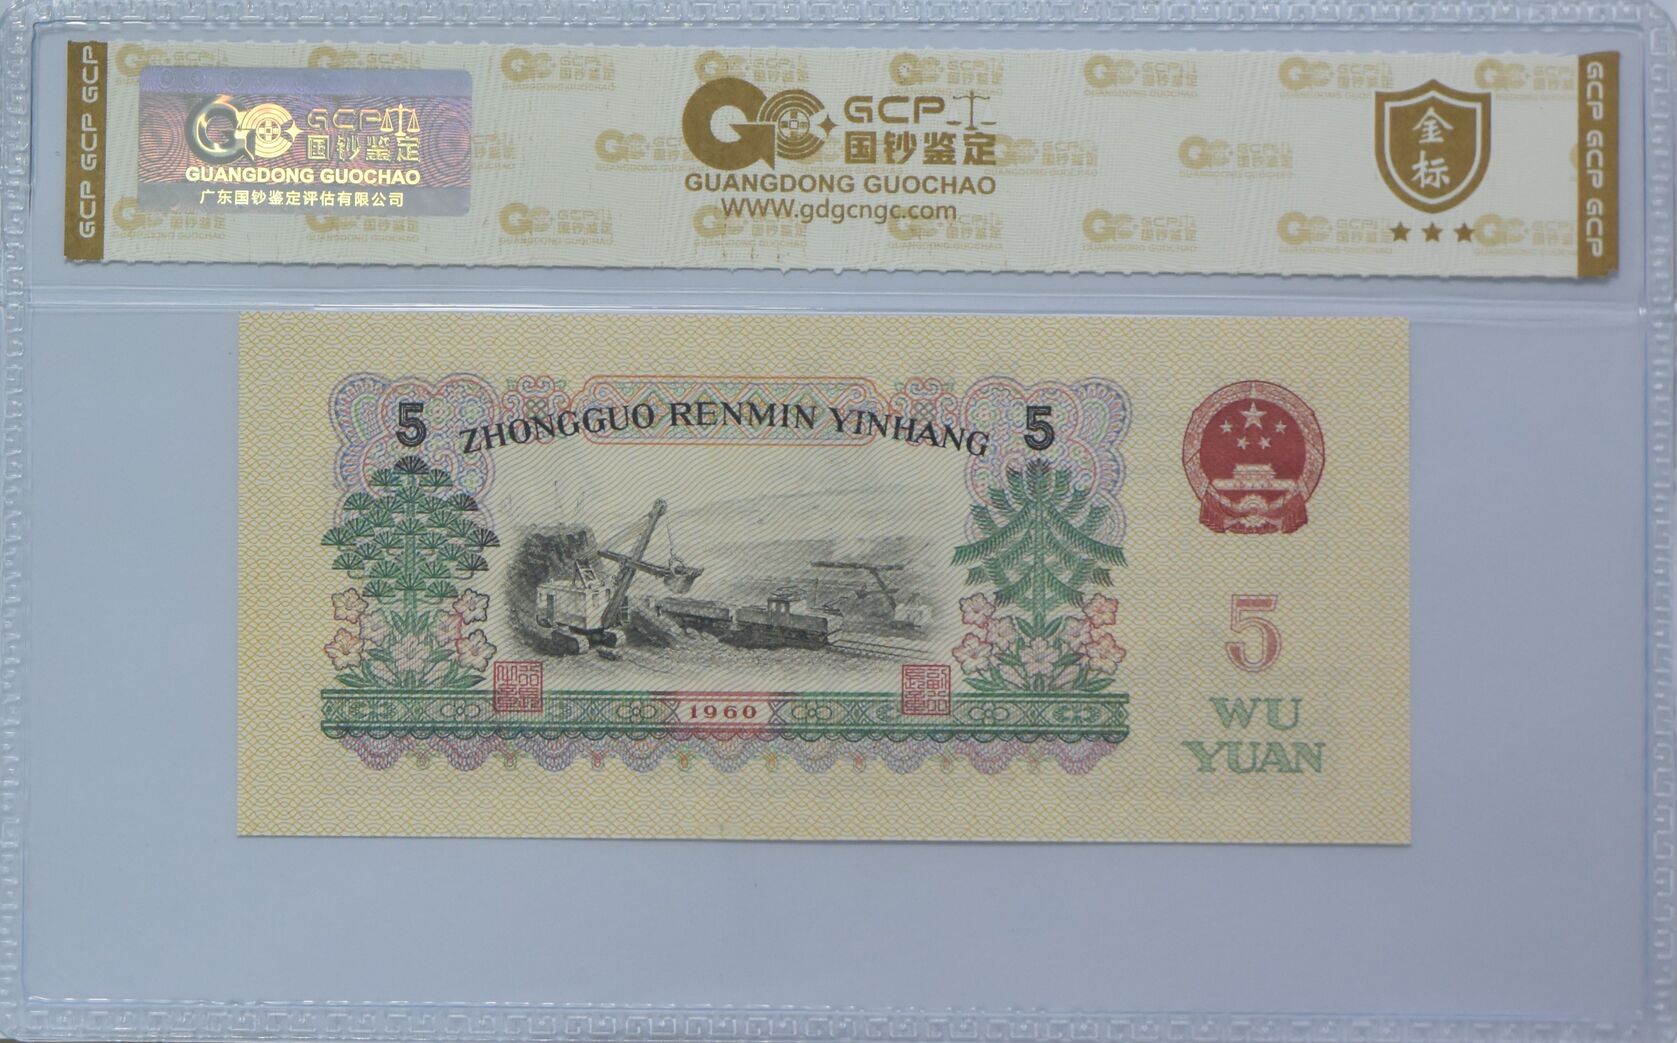 GCP GCP GCP
GCP
国钞鉴定
GUANGDONG GUOCHAO
广东国钞鉴定评估有限公司
GCP
国钞鉴定
GUANGDONG GUOCHAO
WWW.gdgcngc.com
金
标
GCP GCP GCP
5
ZHONGGUO RENMIN YINHANG
5
5
1960
WU
YUAN